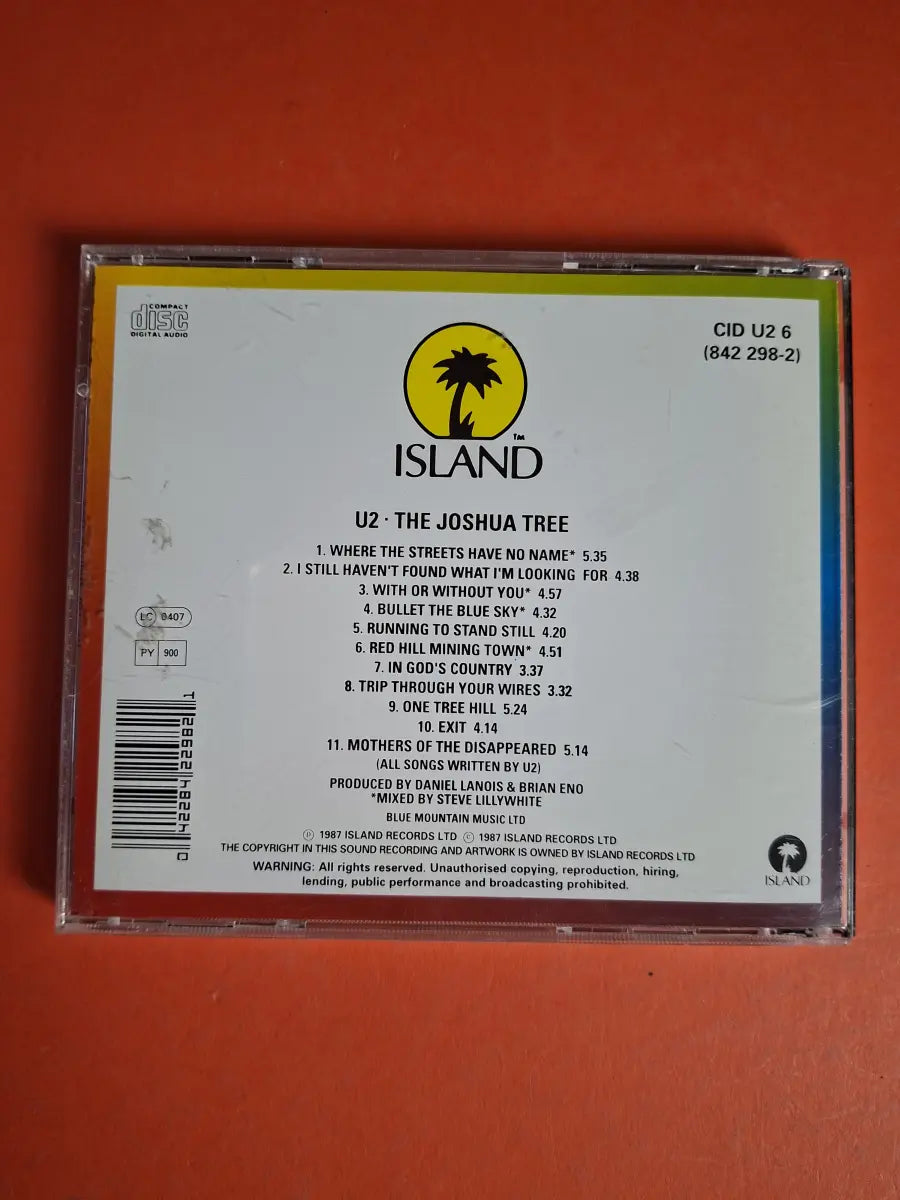 COMPACT
disc
DIGITAL AUDIO
CID U2 6
(842 298-2)
ISLAND
TM
U2 · THE JOSHUA TREE
1. WHERE THE STREETS HAVE NO NAME* 5.35
2. I STILL HAVEN'T FOUND WHAT I'M LOOKING FOR 4.38
3. WITH OR WITHOUT YOU* 4.57
4. BULLET THE BLUE SKY* 4.32
5. RUNNING TO STAND STILL 4.20
6. RED HILL MINING TOWN* 4.51
7. IN GOD'S COUNTRY 3.37
8. TRIP THROUGH YOUR WIRES 3.32
9. ONE TREE HILL 5.24
10. EXIT 4.14
11. MOTHERS OF THE DISAPPEARED 5.14
(ALL SONGS WRITTEN BY U2)
PRODUCED BY DANIEL LANOIS & BRIAN ENO
*MIXED BY STEVE LILLYWHITE
BLUE MOUNTAIN MUSIC LTD
℗ 1987 ISLAND RECORDS LTD © 1987 ISLAND RECORDS LTD
THE COPYRIGHT IN THIS SOUND RECORDING AND ARTWORK IS OWNED BY ISLAND RECORDS LTD
WARNING: All rights reserved. Unauthorised copying, reproduction, hiring,
lending, public performance and broadcasting prohibited.
LC 0407
PY 900
0 42284 22982 1
ISLAND